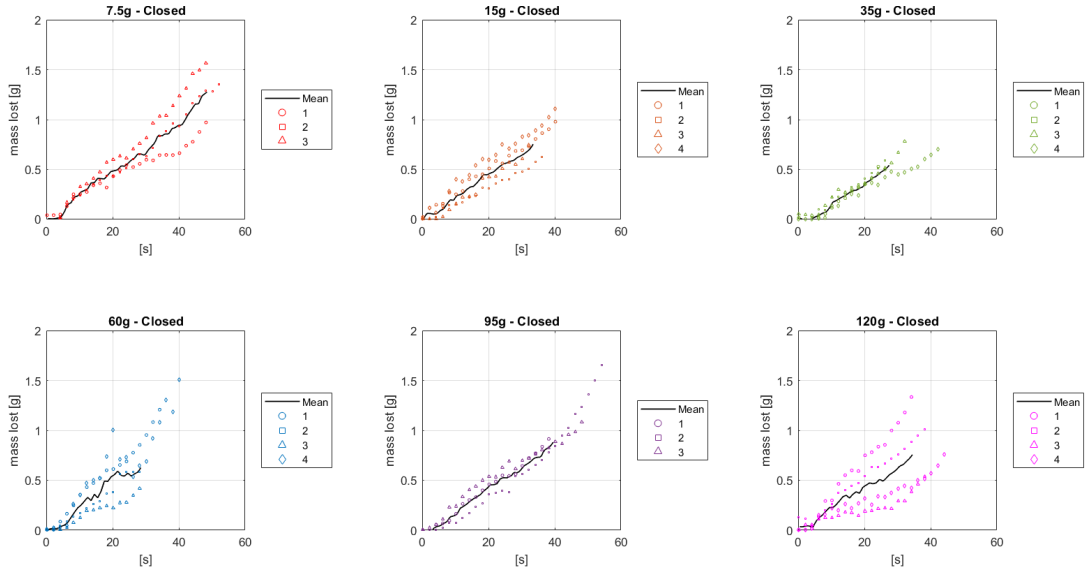 7.5g - Closed
2
1.5
1
0.5
0
mass lost [g]
0 20 40 60
[s]
Mean
1
2
3
15g - Closed
2
1.5
1
0.5
0
mass lost [g]
0 20 40 60
[s]
Mean
1
2
3
4
35g - Closed
2
1.5
1
0.5
0
mass lost [g]
0 20 40 60
[s]
Mean
1
2
3
4
60g - Closed
2
1.5
1
0.5
0
mass lost [g]
0 20 40 60
[s]
Mean
1
2
3
4
95g - Closed
2
1.5
1
0.5
0
mass lost [g]
0 20 40 60
[s]
Mean
1
2
3
120g - Closed
2
1.5
1
0.5
0
mass lost [g]
0 20 40 60
[s]
Mean
1
2
3
4